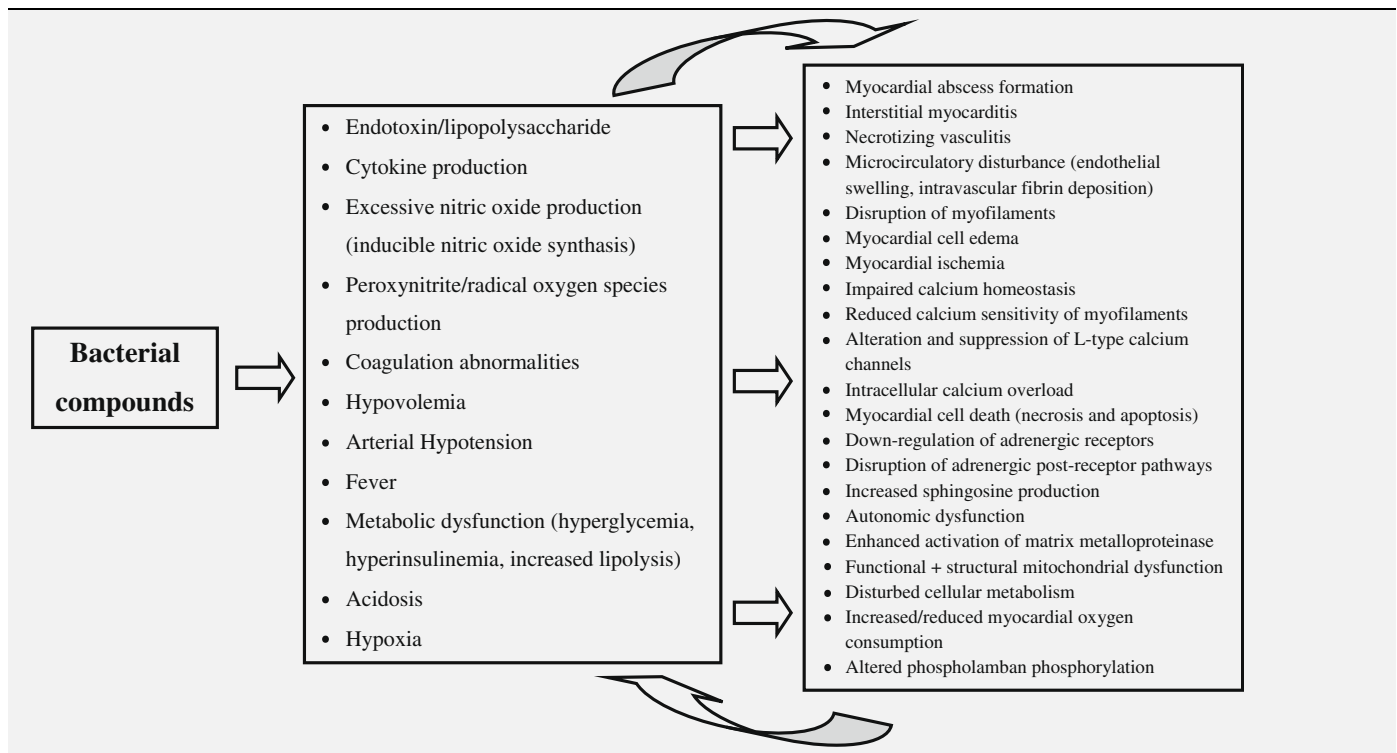 Bacterial
compounds
• Endotoxin/lipopolysaccharide
• Cytokine production
• Excessive nitric oxide production
(inducible nitric oxide synthasis)
• Peroxynitrite/radical oxygen species
production
• Coagulation abnormalities
• Hypovolemia
• Arterial Hypotension
• Fever
• Metabolic dysfunction (hyperglycemia,
hyperinsulinemia, increased lipolysis)
• Acidosis
• Hypoxia
• Myocardial abscess formation
• Interstitial myocarditis
• Necrotizing vasculitis
• Microcirculatory disturbance (endothelial
swelling, intravascular fibrin deposition)
• Disruption of myofilaments
• Myocardial cell edema
• Myocardial ischemia
• Impaired calcium homeostasis
• Reduced calcium sensitivity of myofilaments
• Alteration and suppression of L-type calcium
channels
• Intracellular calcium overload
• Myocardial cell death (necrosis and apoptosis)
• Down-regulation of adrenergic receptors
• Disruption of adrenergic post-receptor pathways
• Increased sphingosine production
• Autonomic dysfunction
• Enhanced activation of matrix metalloproteinase
• Functional + structural mitochondrial dysfunction
• Disturbed cellular metabolism
• Increased/reduced myocardial oxygen
consumption
• Altered phospholamban phosphorylation